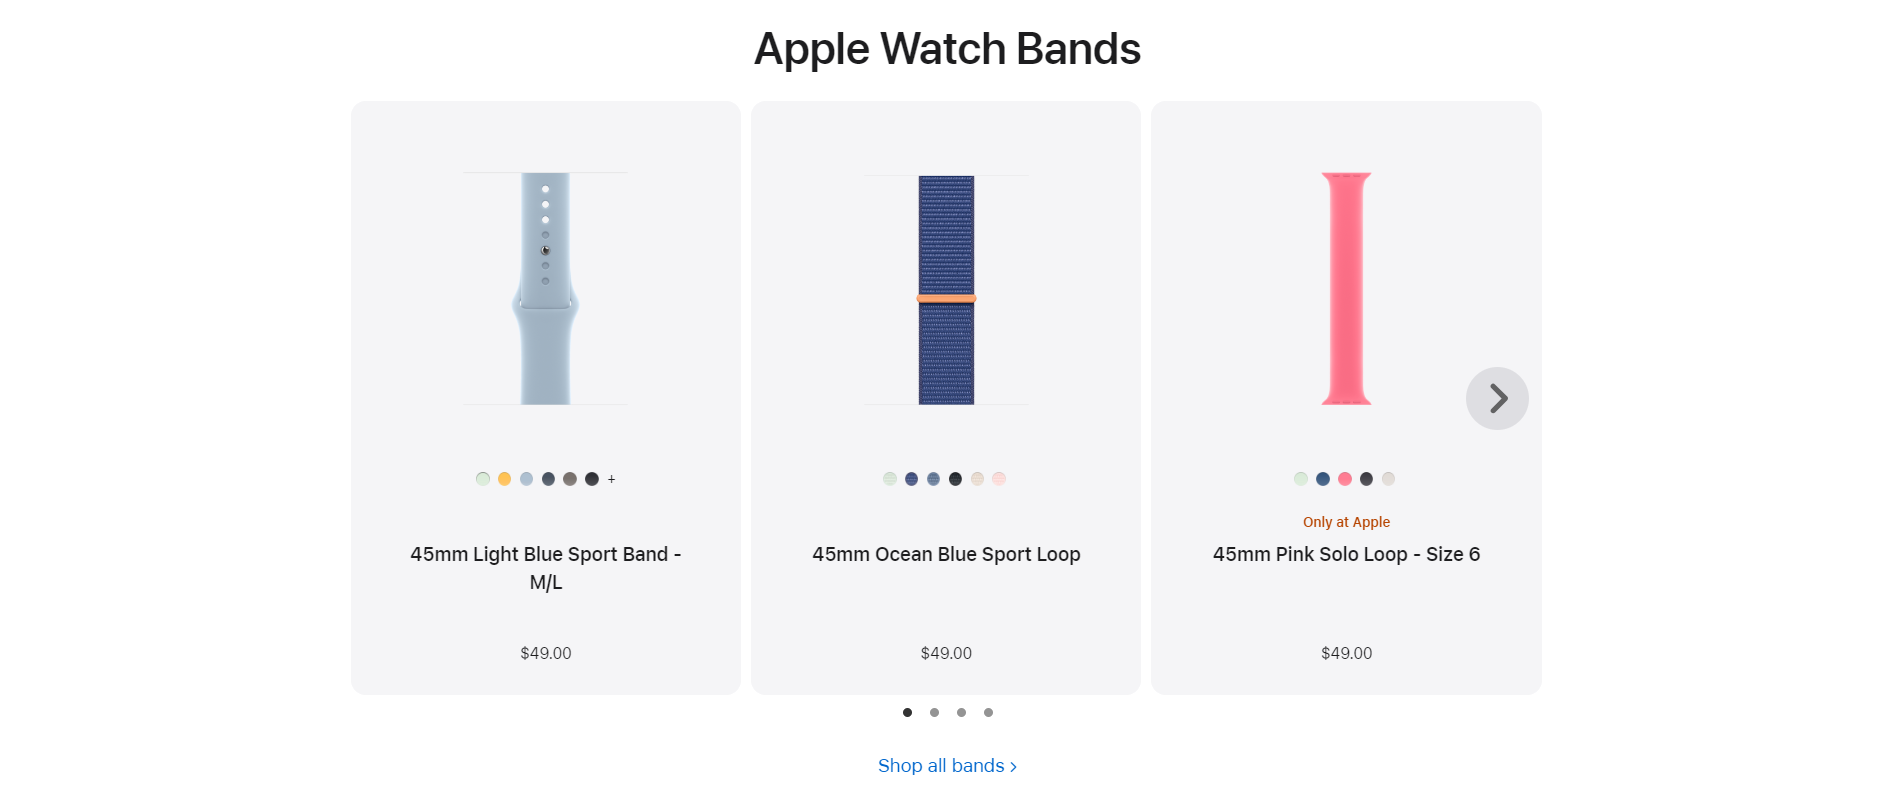 Apple Watch Bands
+
Only at Apple
45mm Light Blue Sport Band -
M/L
45mm Ocean Blue Sport Loop
45mm Pink Solo Loop - Size 6
$49.00
$49.00
$49.00
Shop all bands >